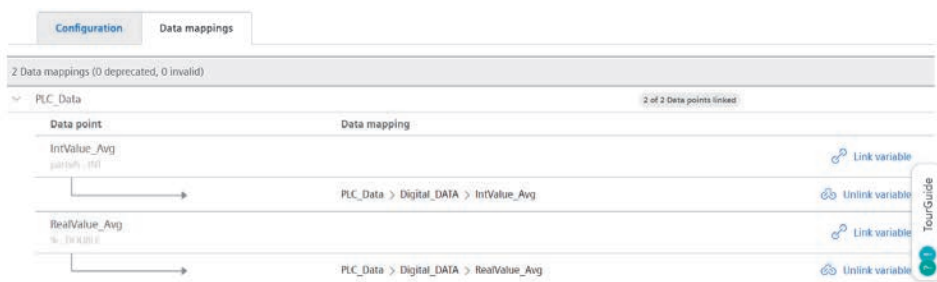 Configuration Data mappings
2 Data mappings (0 deprecated, 0 invalid)
PLC_Data 2 of 2 Data points linked
Data point Data mapping
IntValue_Avg
Link variable
PLC_Data > Digital_DATA > IntValue_Avg Unlink variable
RealValue_Avg
Link variable
PLC_Data > Digital_DATA > RealValue_Avg Unlink variable
TourGuide